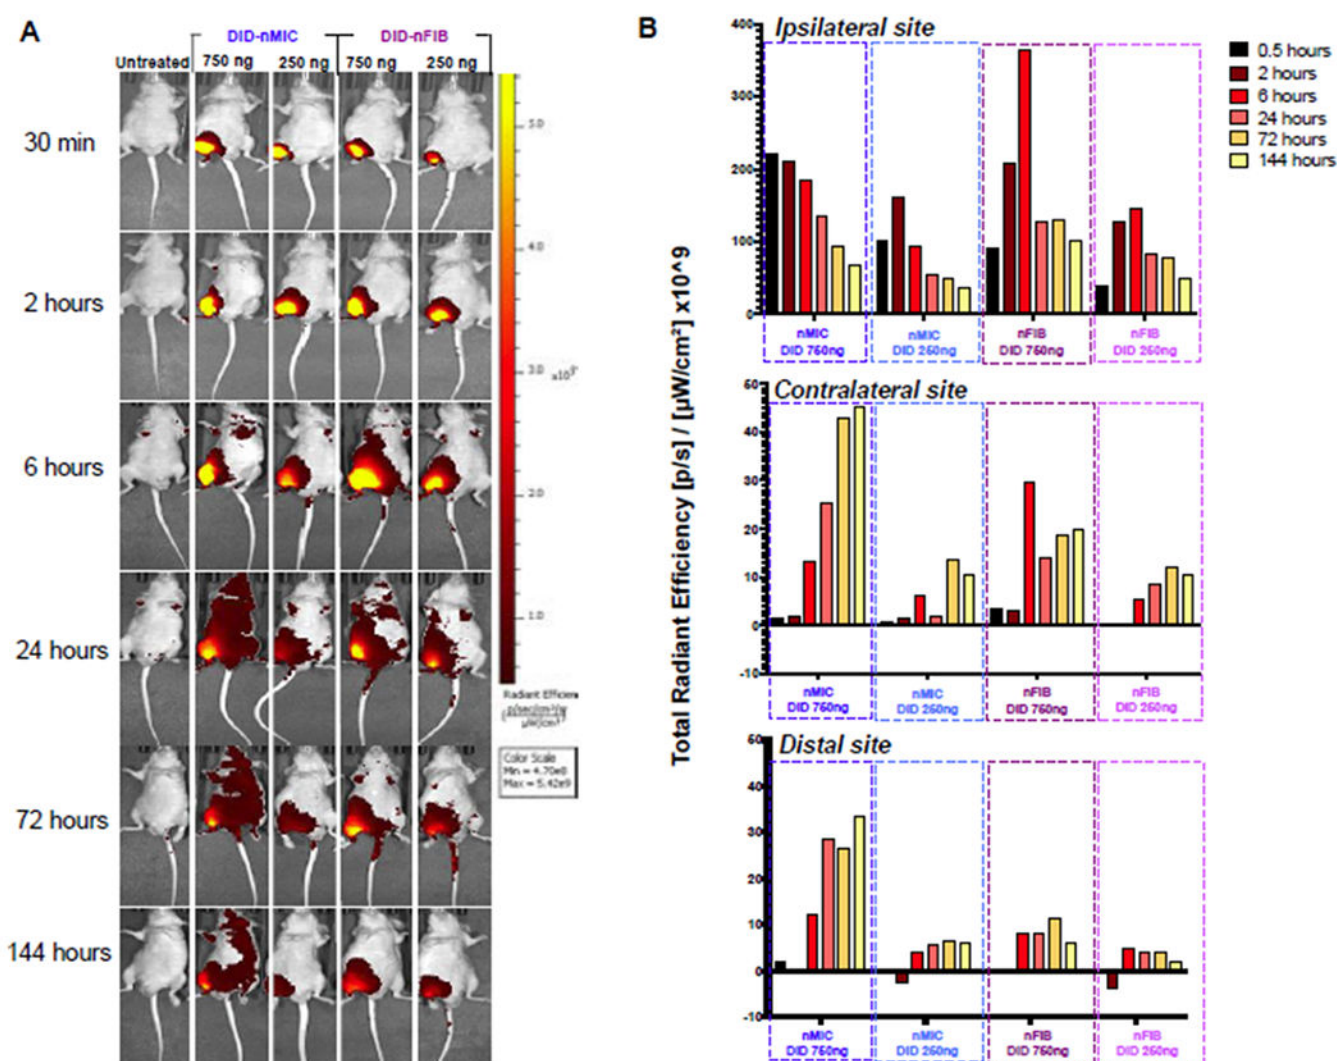 A
DID-nMIC
DID-nFIB
Untreated
750 ng
250 ng
750 ng
250 ng
30 min
2 hours
6 hours
24 hours
72 hours
144 hours
5.0
4.0
3.0
2.0
1.0
Color Scale
Min = 4.70e8
Max = 5.42e9
B
Total Radiant Efficiency [p/s] / [µW/cm²] x10^9
Ipsilateral site
400
300
200
100
0
nMIC
DID 750ng
nMIC
DID 250ng
nFIB
DID 750ng
nFIB
DID 250ng
0.5 hours
2 hours
6 hours
24 hours
72 hours
144 hours
Contralateral site
60
40
30
20
10
0
-10
nMIC
DID 750ng
nMIC
DID 250ng
nFIB
DID 750ng
nFIB
DID 250ng
Distal site
60
40
30
20
10
0
-10
nMIC
DID 750ng
nMIC
DID 250ng
nFIB
DID 750ng
nFIB
DID 250ng